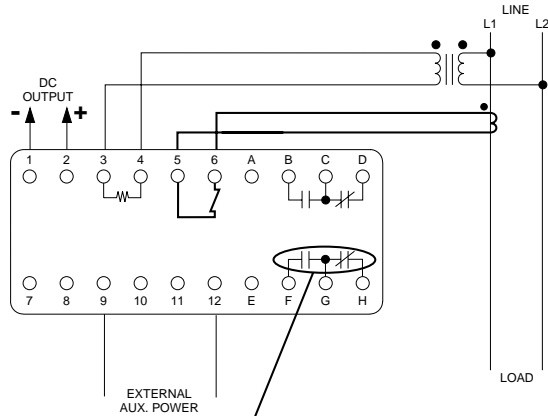 LINE
L1 L2
DC
OUTPUT
- +
1 2 3 4 5 6 A B C D
7 8 9 10 11 12 E F G H
EXTERNAL
AUX. POWER
LOAD